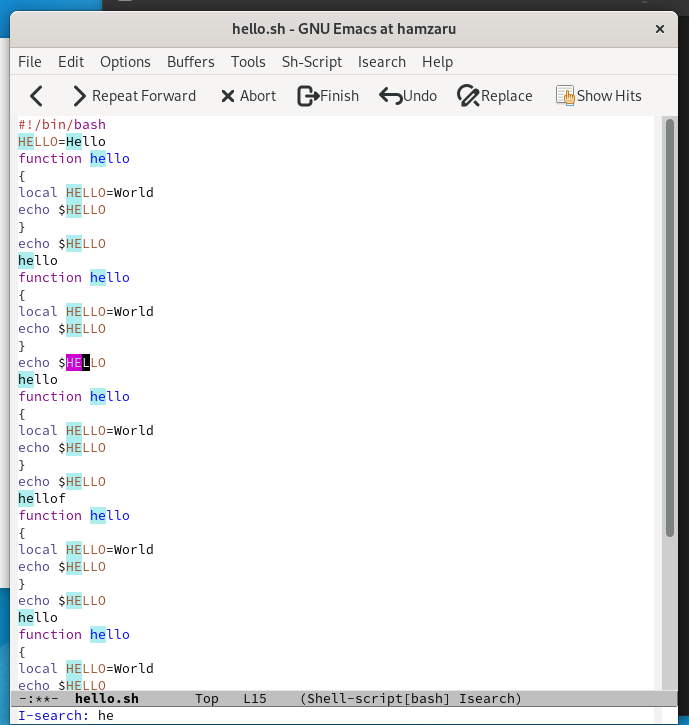 hello.sh - GNU Emacs at hamzaru
File Edit Options Buffers Tools Sh-Script Isearch Help
Repeat Forward Abort Finish Undo Replace Show Hits
#!/bin/bash
HELLO=Hello
function hello
{
local HELLO=World
echo $HELLO
}
echo $HELLO
hello
function hello
{
local HELLO=World
echo $HELLO
}
echo $HELLO
hello
function hello
{
local HELLO=World
echo $HELLO
}
echo $HELLO
hellof
function hello
{
local HELLO=World
echo $HELLO
}
echo $HELLO
hello
function hello
{
local HELLO=World
echo $HELLO
-:**- hello.sh Top L15 (Shell-script[bash] Isearch)
I-search: he